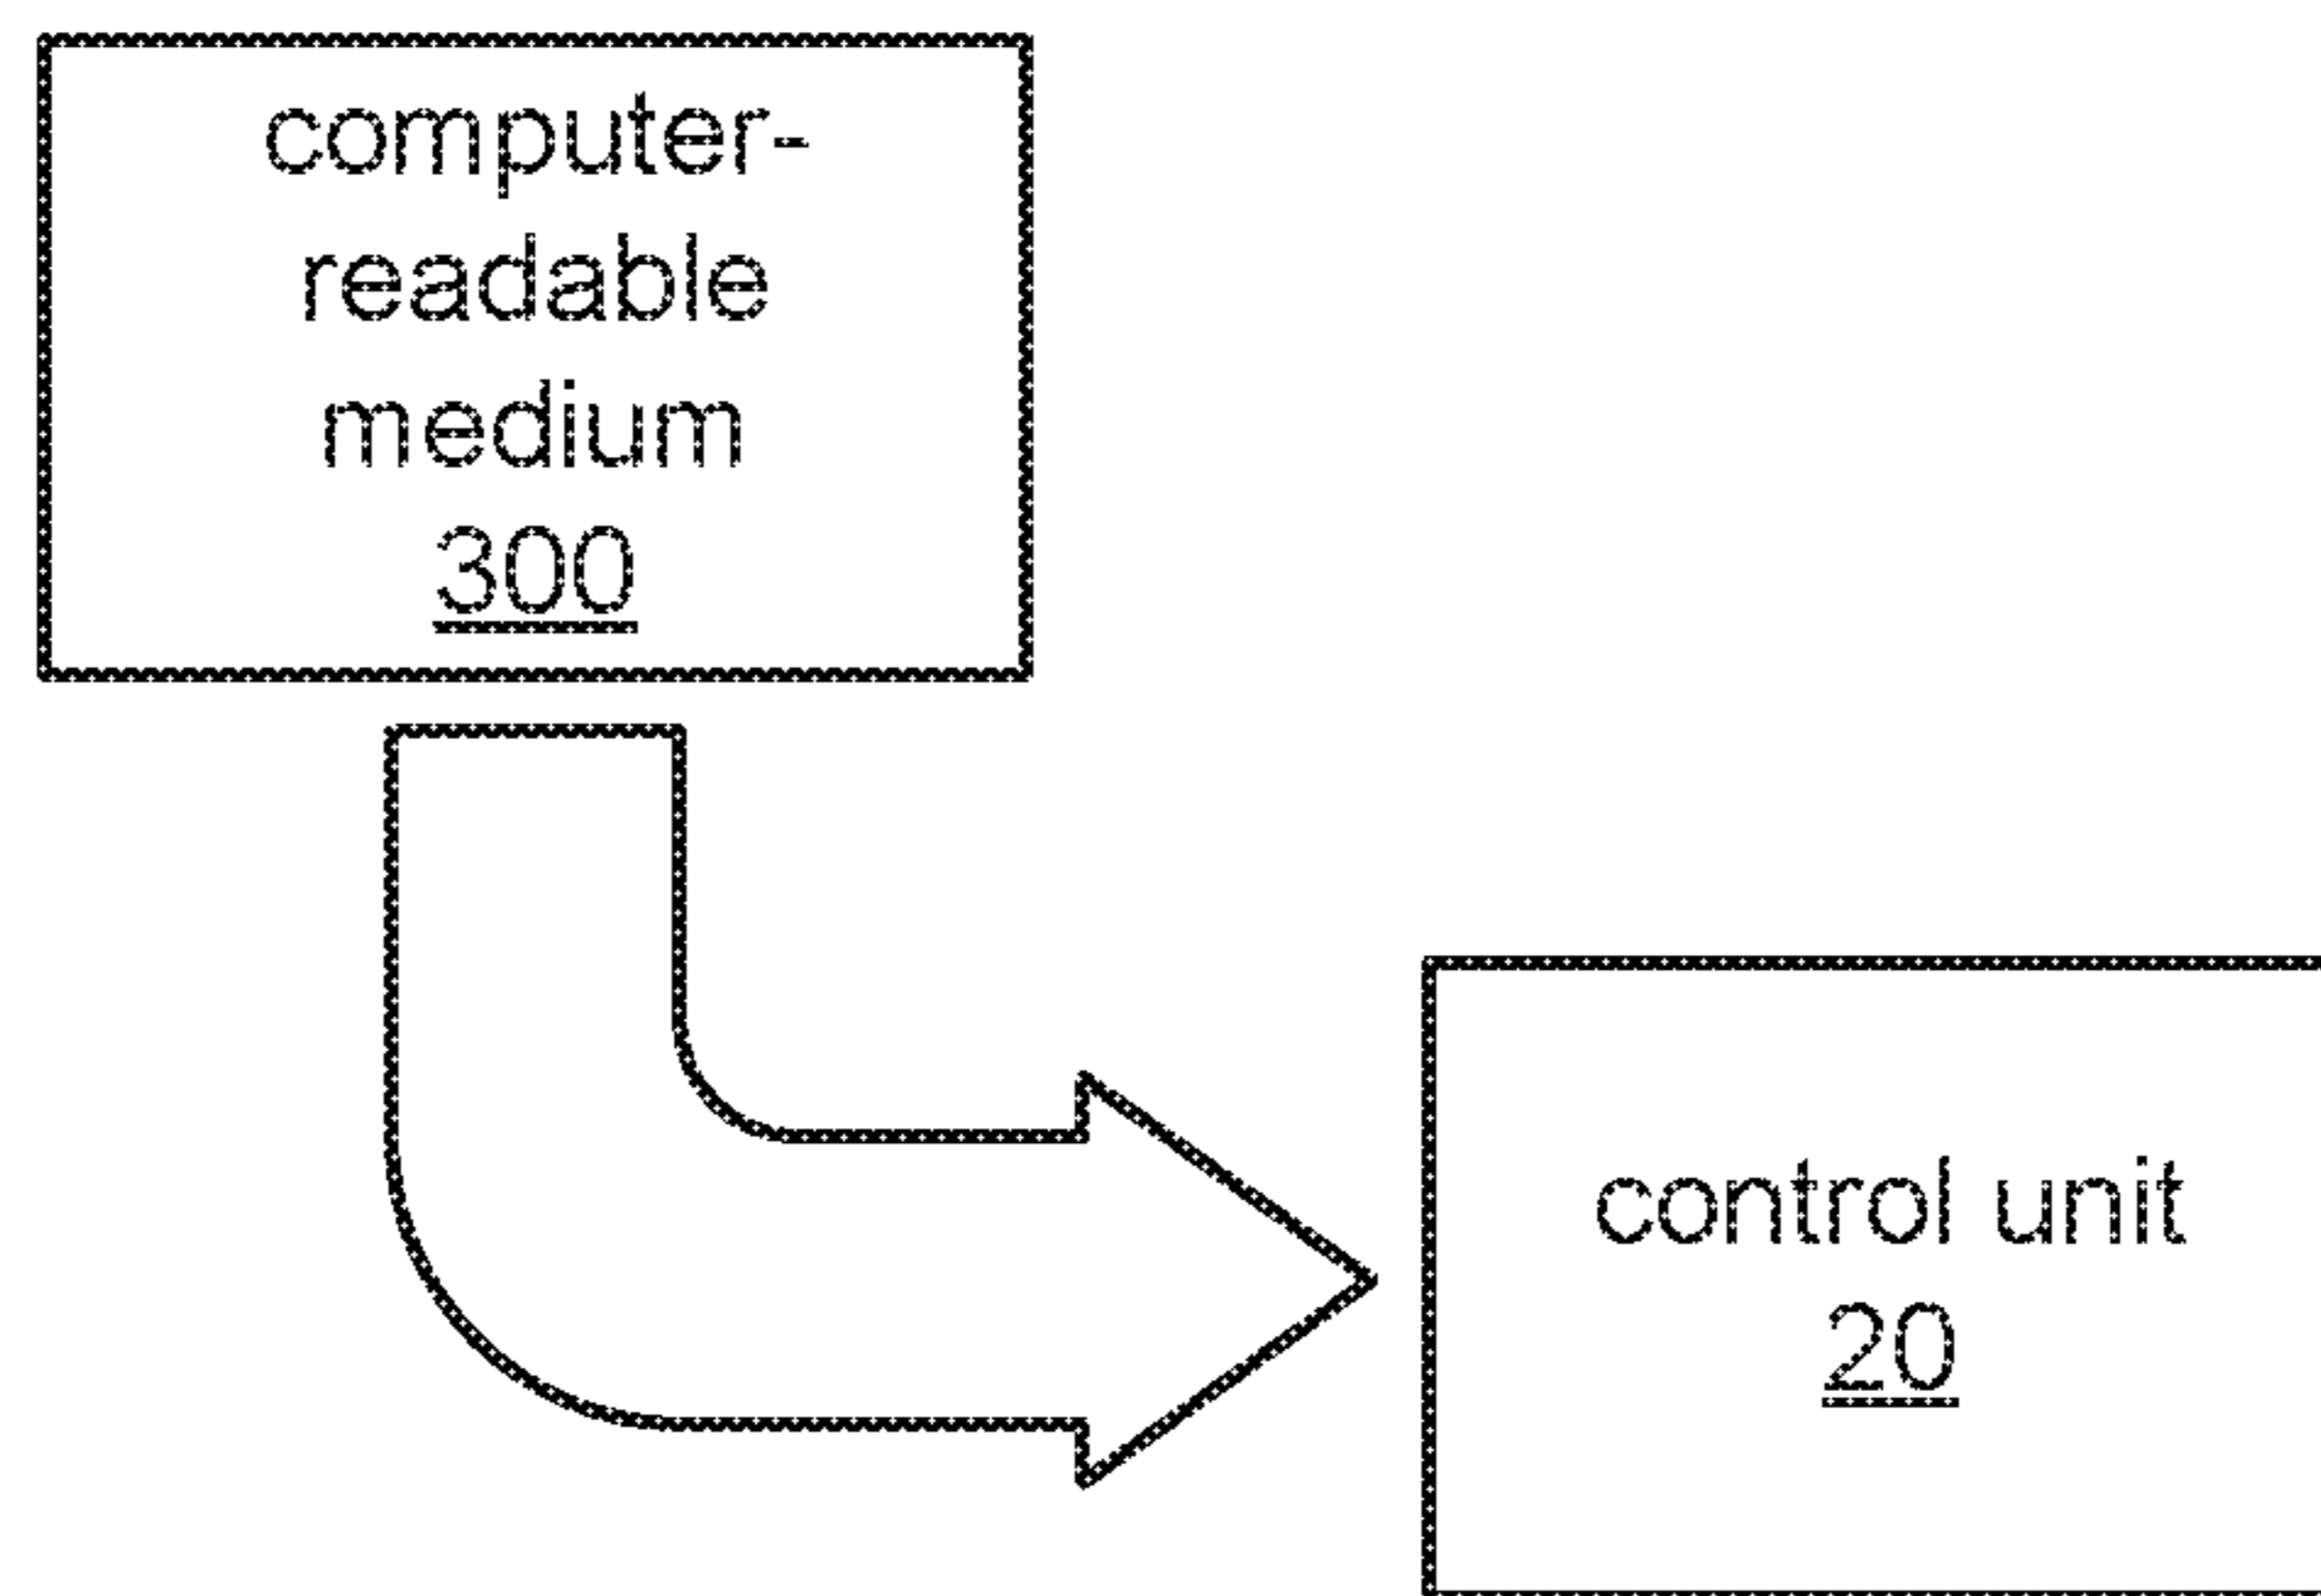 computer-
readable
medium
300
control unit
20